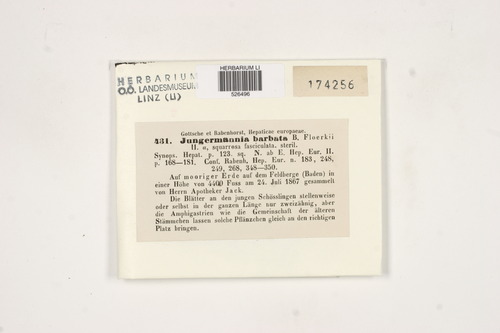 HERBARIUM
O.Ö. LANDESMUSEUM
LINZ (LI)
HERBARIUM LI
526496
174256
Gottsche et Rabenhorst, Hepaticae europaeae.
431. Jungermannia barbata B. Floerkii
II. α, squarrosa fasciculata. steril.
Synops. Hepat. p. 123. sq. N. ab E. Hep. Eur. II.
p. 168—181. Conf. Rabenh. Hep. Eur. n. 183, 248,
249, 268, 348—350.
Auf mooriger Erde auf dem Feldberge (Baden) in
einer Höhe von 4400 Fuss am 24. Juli 1867 gesammelt
von Herrn Apotheker Jack.
Die Blätter an den jungen Schösslingen stellenweise
oder selbst in der ganzen Länge nur zweizähnig, aber
die Amphigastrien wie die Gemeinschaft der älteren
Stämmchen lassen solche Pflänzchen gleich an den richtigen
Platz bringen.